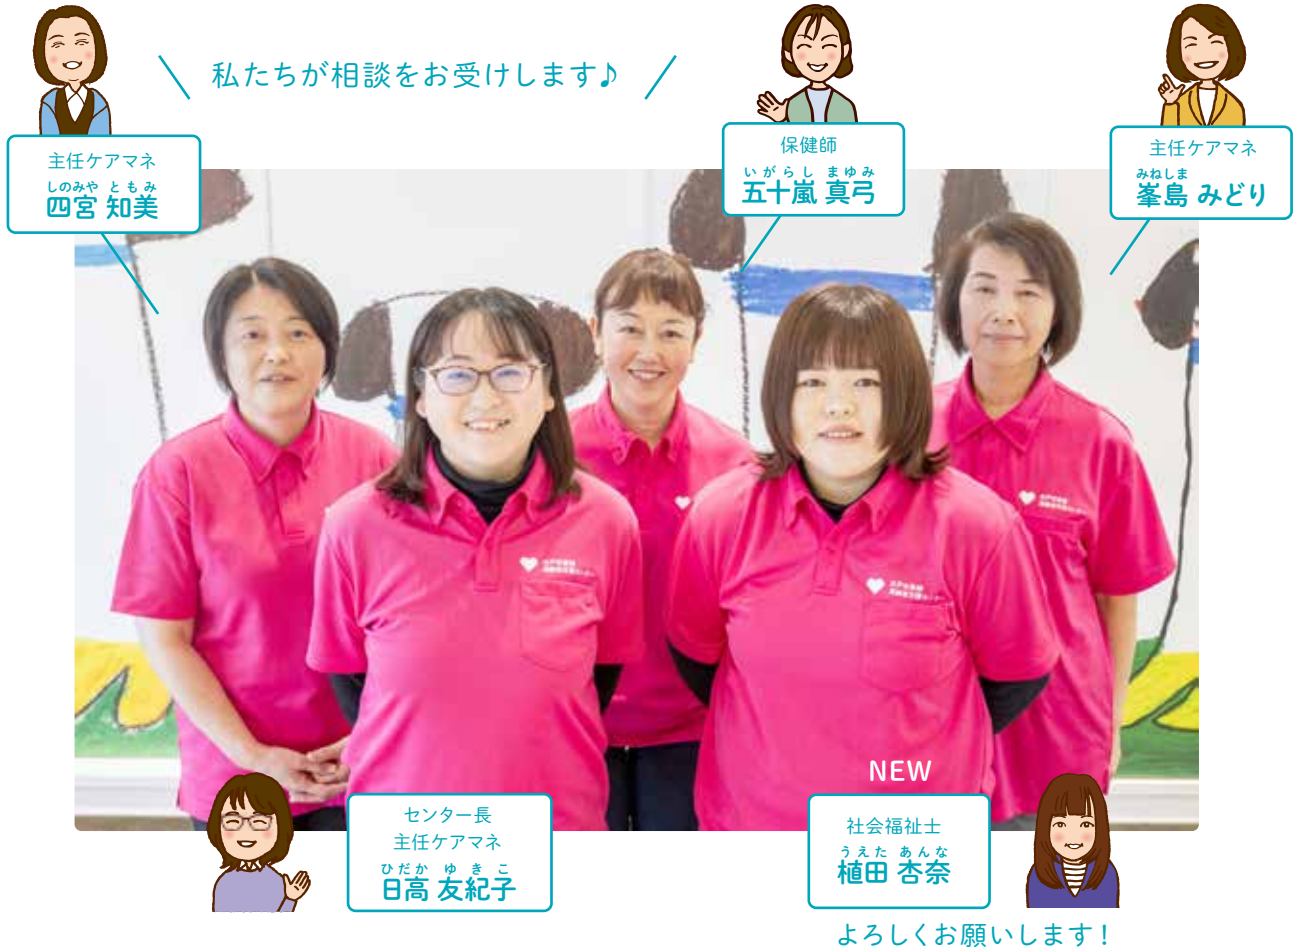 私たちが相談をお受けします♪
主任ケアマネ
しのみや ともみ
四宮 知美
保健師
いがらし まゆみ
五十嵐 真弓
主任ケアマネ
みねしま
峯島 みどり
NEW
センター長
主任ケアマネ
ひだか ゆきこ
日高 友紀子
社会福祉士
うえた あんな
植田 杏奈
よろしくお願いします!